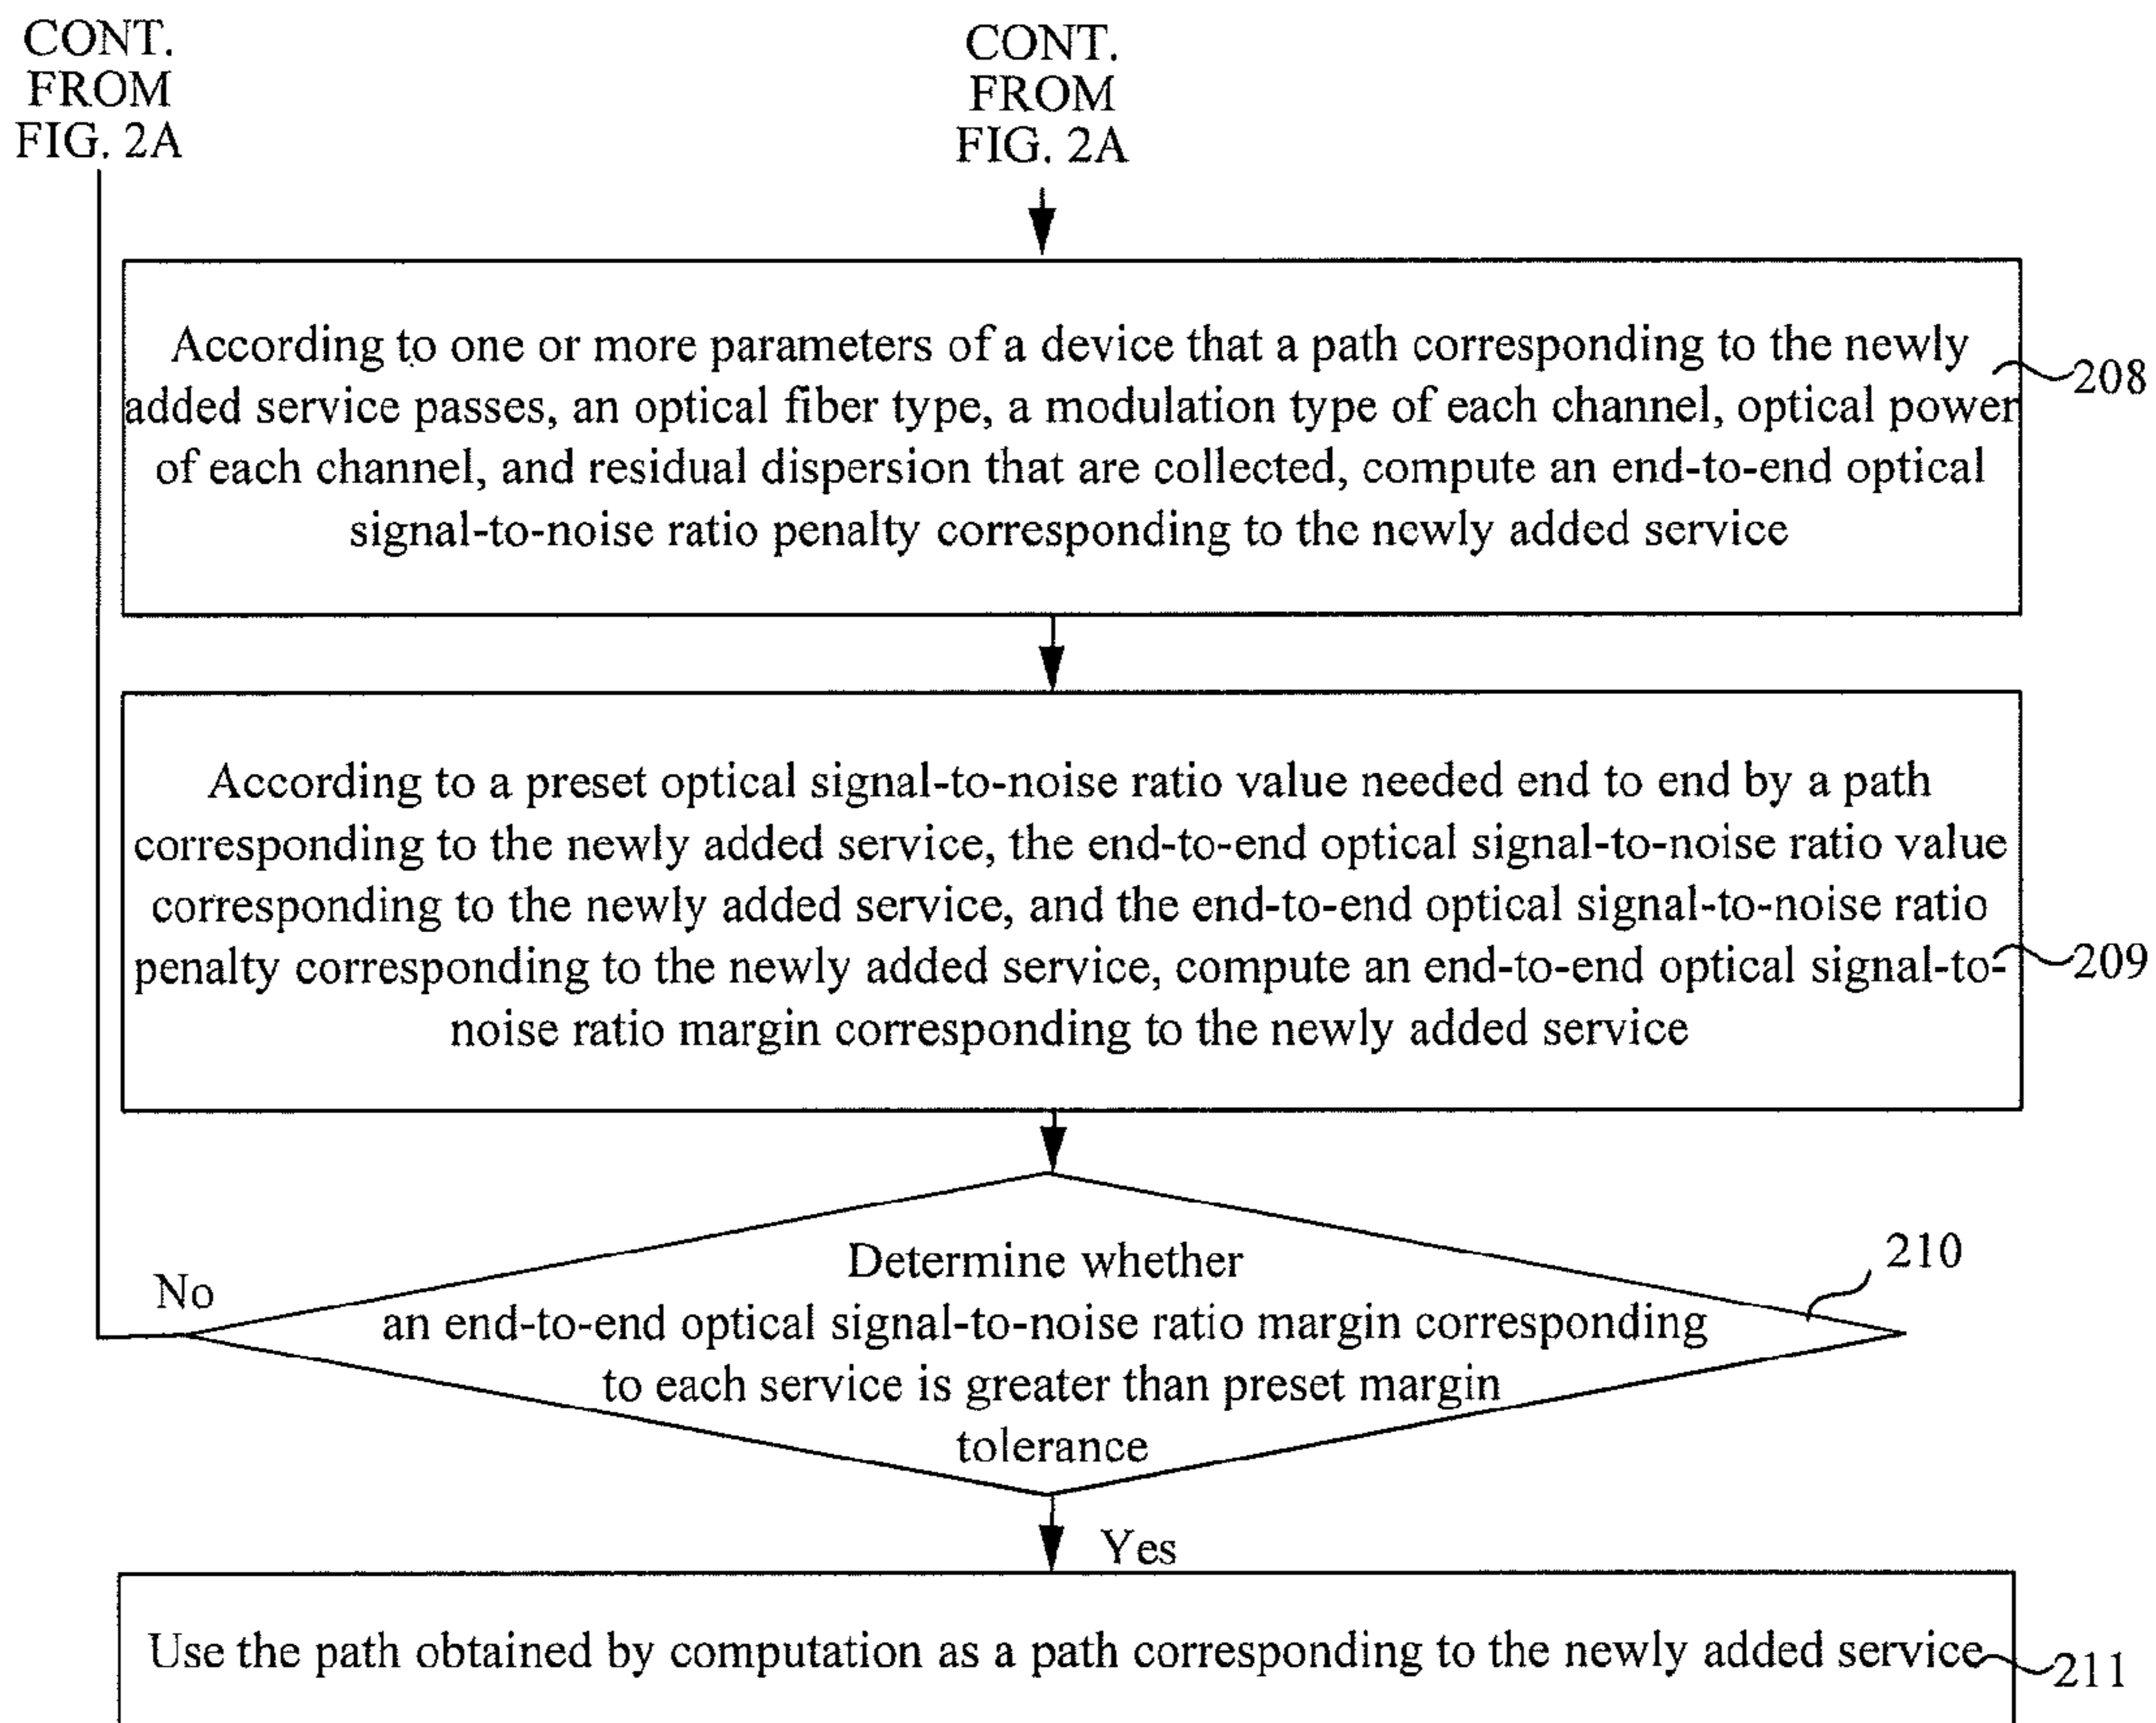 CONT.
FROM
FIG. 2A
CONT.
FROM
FIG. 2A
According to one or more parameters of a device that a path corresponding to the newly
added service passes, an optical fiber type, a modulation type of each channel, optical power
of each channel, and residual dispersion that are collected, compute an end-to-end optical
signal-to-noise ratio penalty corresponding to the newly added service
208
According to a preset optical signal-to-noise ratio value needed end to end by a path
corresponding to the newly added service, the end-to-end optical signal-to-noise ratio value
corresponding to the newly added service, and the end-to-end optical signal-to-noise ratio
penalty corresponding to the newly added service, compute an end-to-end optical signal-to-
noise ratio margin corresponding to the newly added service
209
Determine whether
an end-to-end optical signal-to-noise ratio margin corresponding
to each service is greater than preset margin
tolerance
210
No
Yes
Use the path obtained by computation as a path corresponding to the newly added service
211